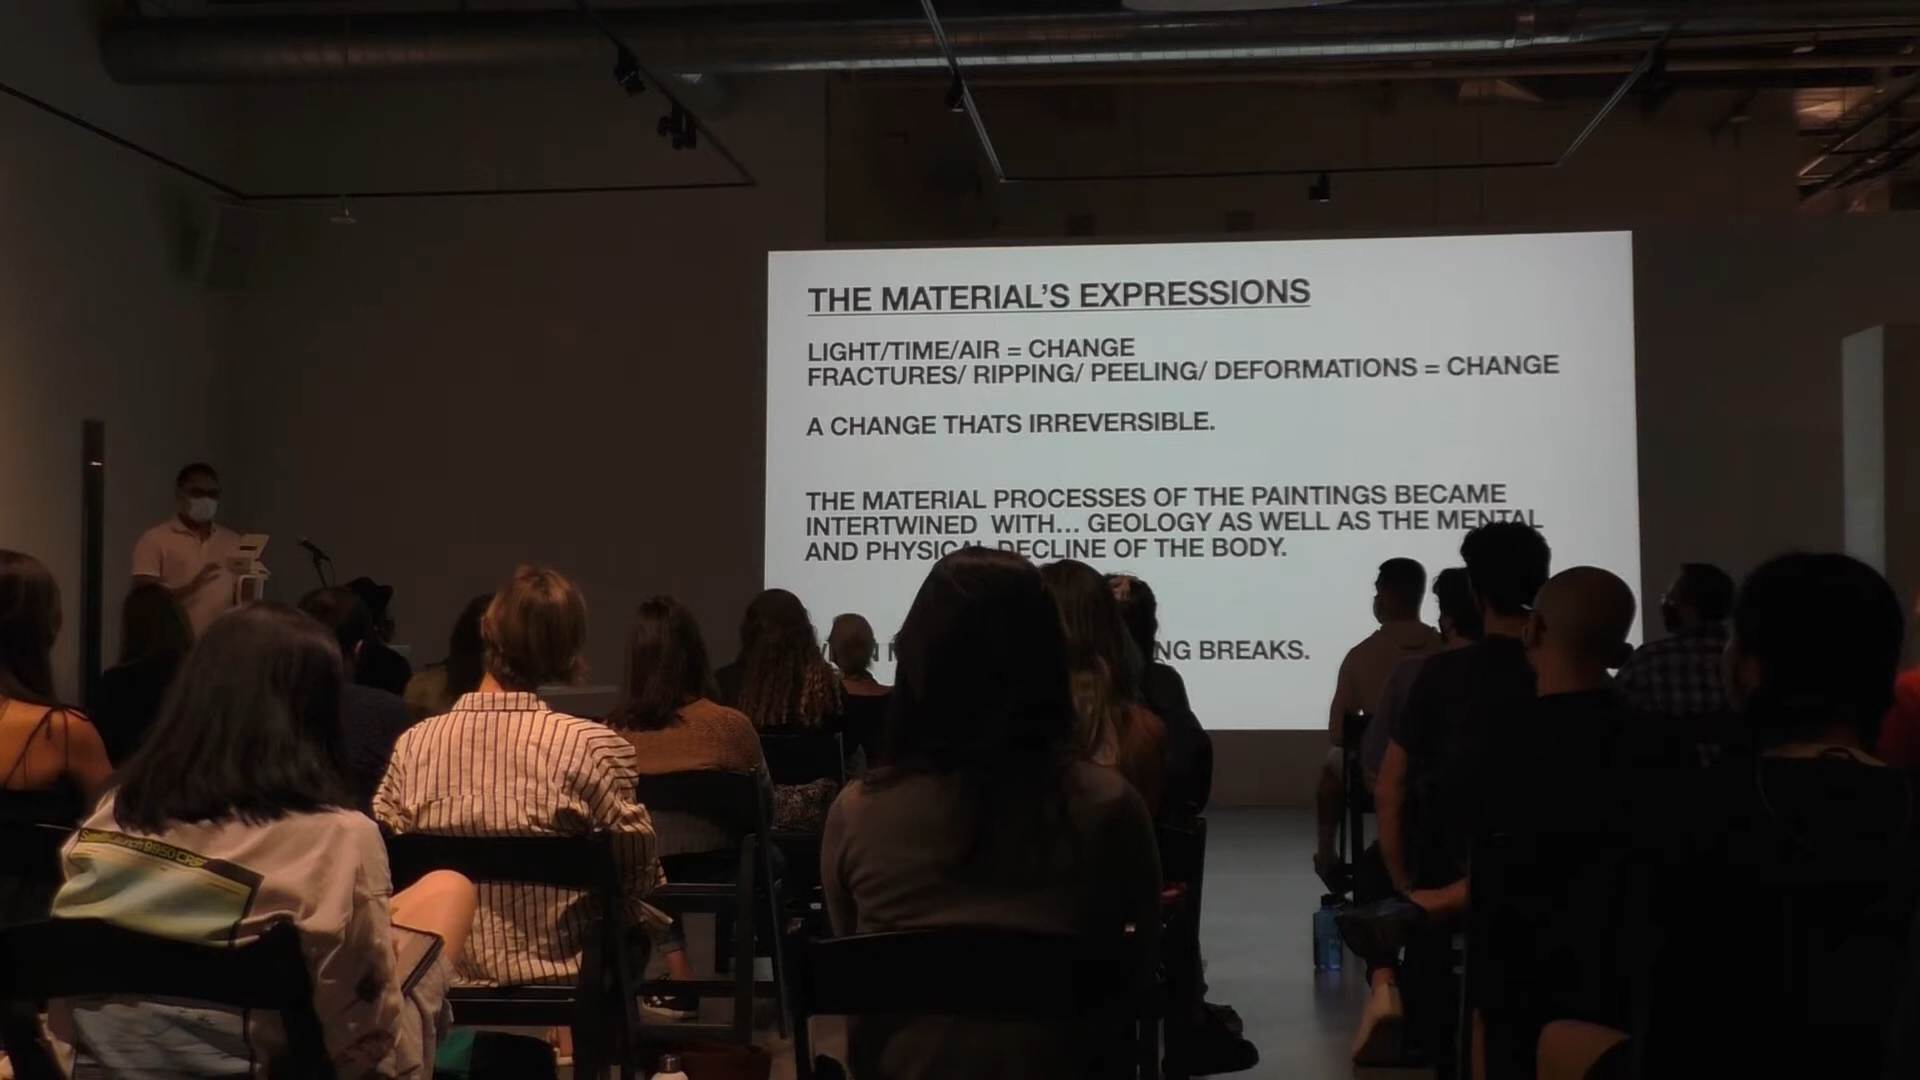 THE MATERIAL'S EXPRESSIONS
LIGHT/TIME/AIR = CHANGE
FRACTURES/ RIPPING/ PEELING/ DEFORMATIONS = CHANGE
A CHANGE THATS IRREVERSIBLE.
THE MATERIAL PROCESSES OF THE PAINTINGS BECAME
INTERTWINED WITH... GEOLOGY AS WELL AS THE MENTAL
AND PHYSICAL DECLINE OF THE BODY.
BREAKS.